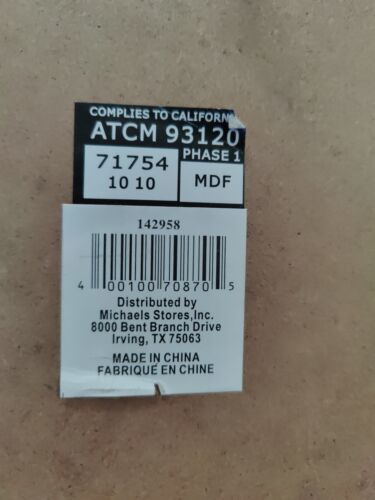 COMPLIES TO CALIFORN
ATCM 93120
PHASE 1
71754
10 10
MDF
142958
4 00100 70870 5
Distributed by
Michaels Stores,Inc.
8000 Bent Branch Drive
Irving, TX 75063
MADE IN CHINA
FABRIQUE EN CHINE